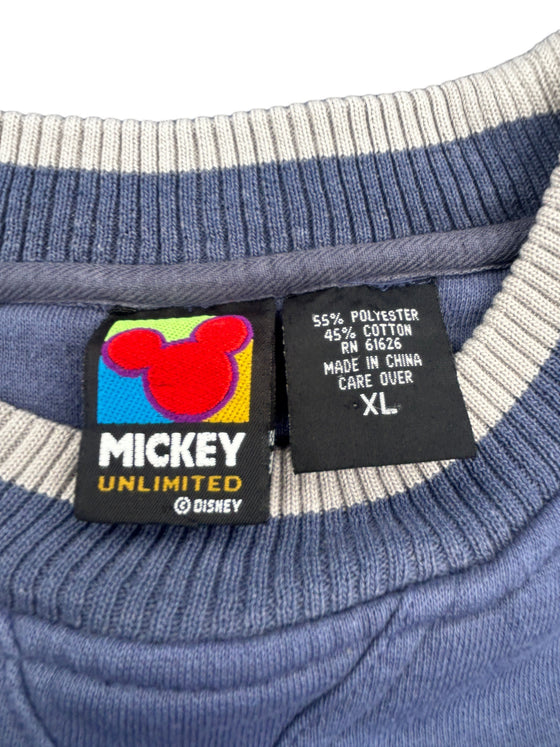 MICKEY
UNLIMITED
© DISNEY
55% POLYESTER
45% COTTON
RN 61626
MADE IN CHINA
CARE OVER
XL